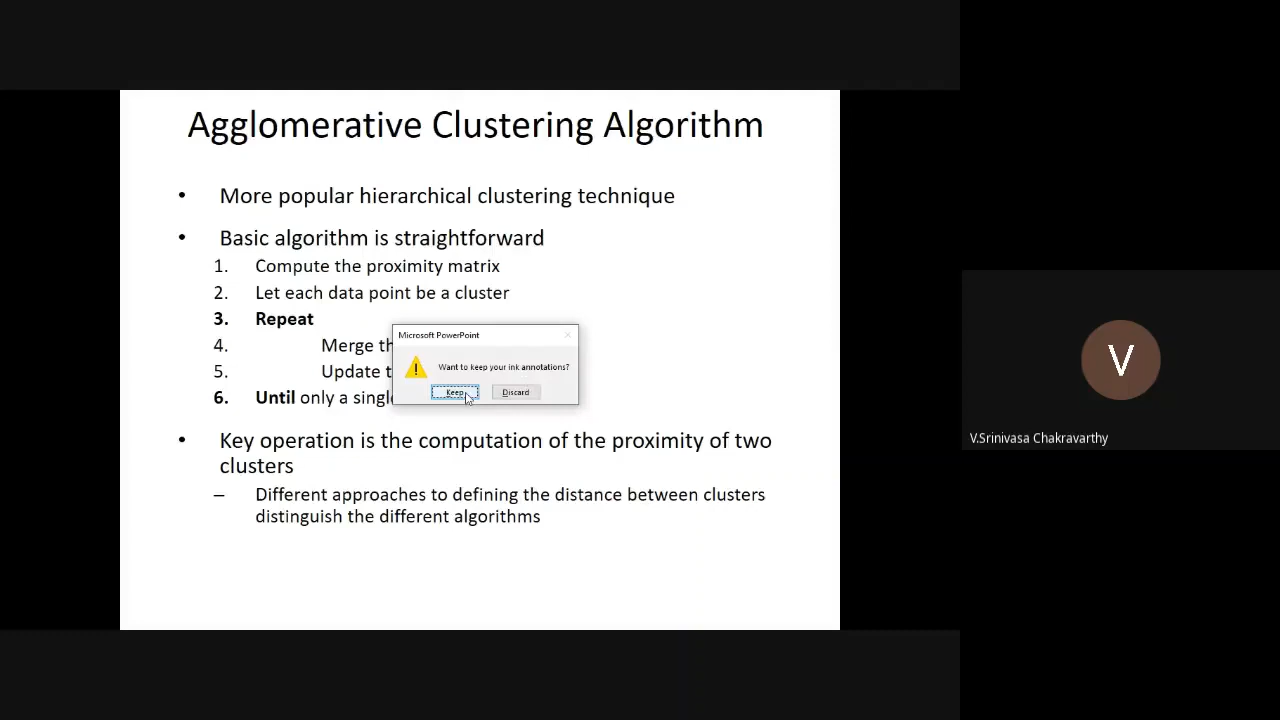 Agglomerative Clustering Algorithm
• More popular hierarchical clustering technique
• Basic algorithm is straightforward
1. Compute the proximity matrix
2. Let each data point be a cluster
3. Repeat
4. Merge th
5. Update t
6. Until only a single
Microsoft PowerPoint
Want to keep your ink annotations?
Keep Discard
• Key operation is the computation of the proximity of two
clusters
– Different approaches to defining the distance between clusters
distinguish the different algorithms
V
V.Srinivasa Chakravarthy